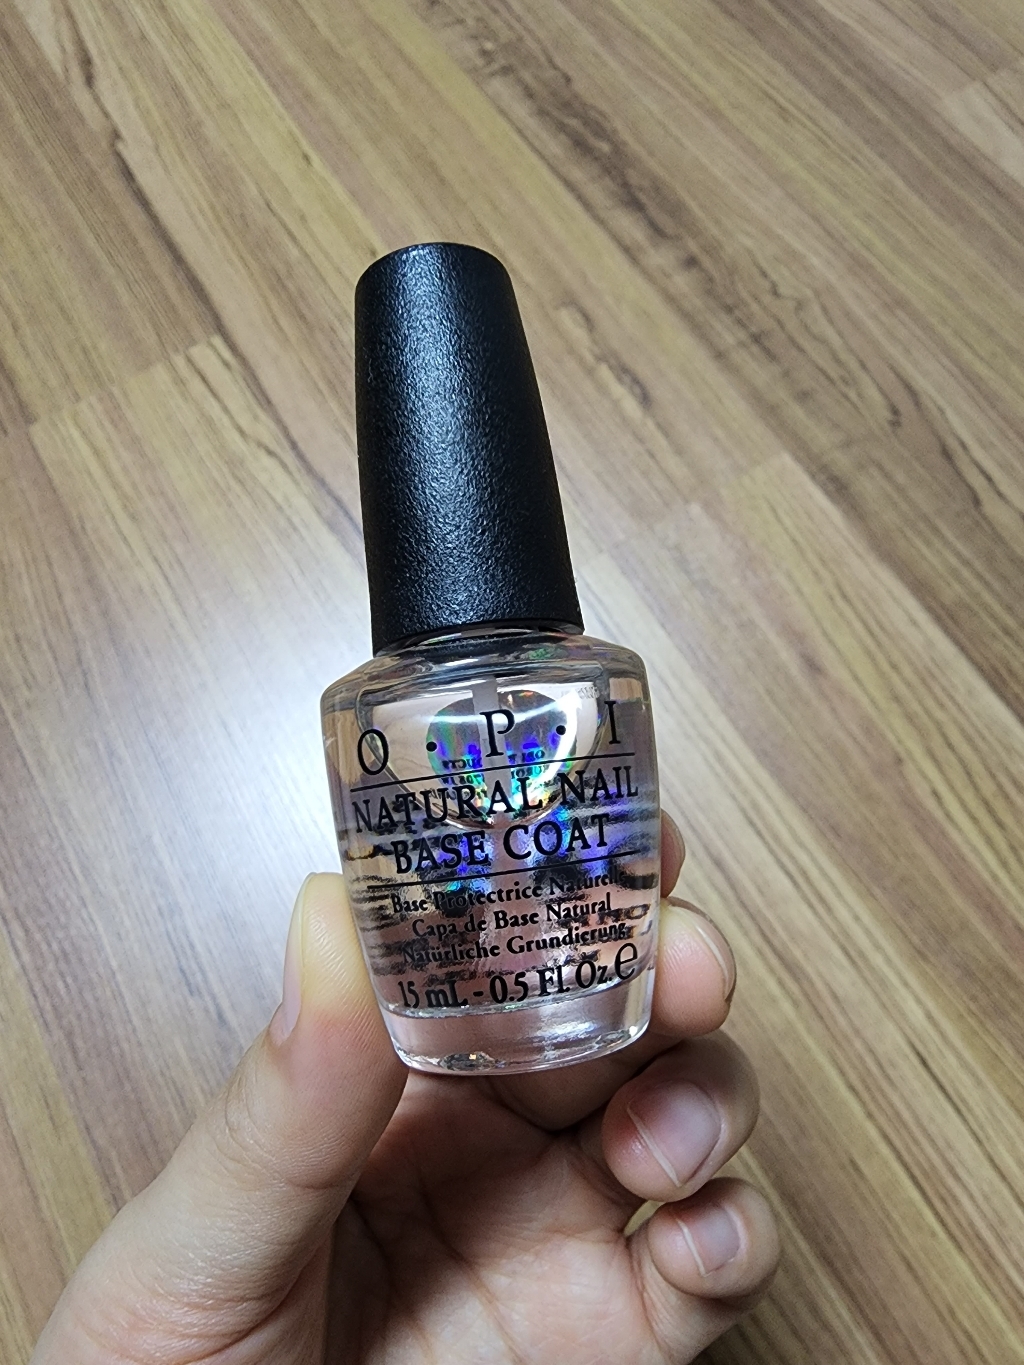 O·P·I
NATURAL NAIL
BASE COAT
Base Protectrice Naturelle
Capa de Base Natural
Natürliche Grundierung
15 mL - 0.5 Fl. Oz. ℮